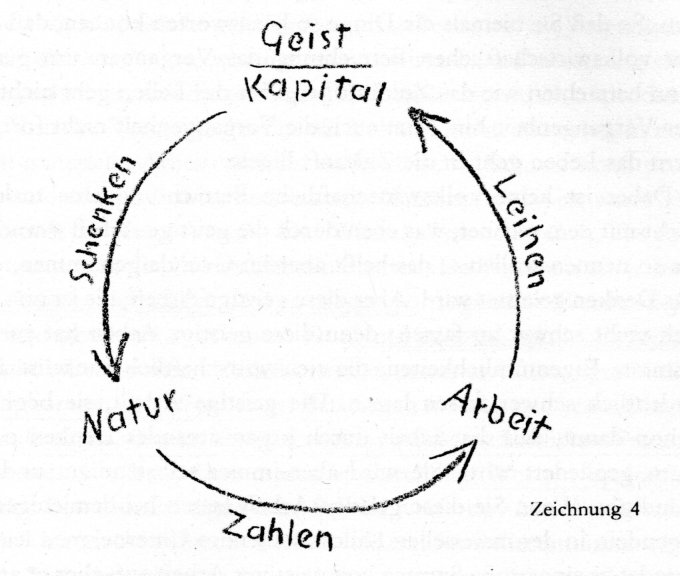 Geist
Kapital
Schenken
Leihen
Natur
Arbeit
Zahlen
Zeichnung 4